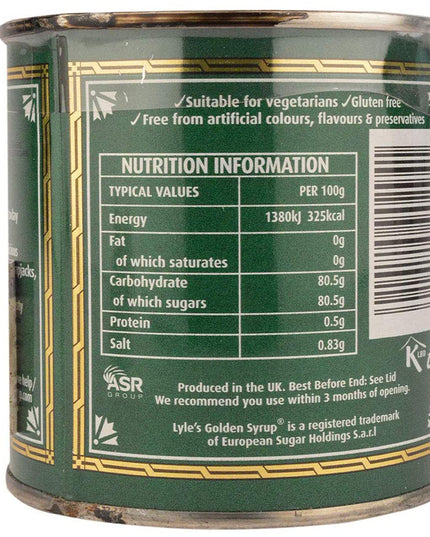 ✓Suitable for vegetarians ✓Gluten free
✓Free from artificial colours, flavours & preservatives
NUTRITION INFORMATION
TYPICAL VALUES PER 100g
Energy 1380kJ 325kcal
Fat 0g
of which saturates 0g
Carbohydrate 80.5g
of which sugars 80.5g
Protein 0.5g
Salt 0.83g
ASR
GROUP
Produced in the UK. Best Before End: See Lid
We recommend you use within 3 months of opening.
Lyle's Golden Syrup® is a registered trademark
of European Sugar Holdings S.a.r.l
K LBD
help/